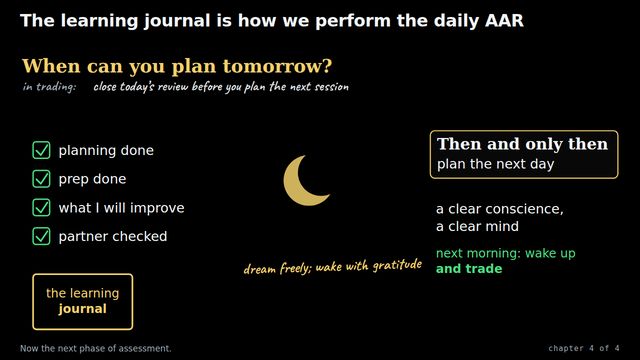 The learning journal is how we perform the daily AAR
When can you plan tomorrow?
in trading: close today's review before you plan the next session
planning done
prep done
what I will improve
partner checked
the learning
journal
dream freely; wake with gratitude
Then and only then
plan the next day
a clear conscience,
a clear mind
next morning: wake up
and trade
Now the next phase of assessment.
chapter 4 of 4